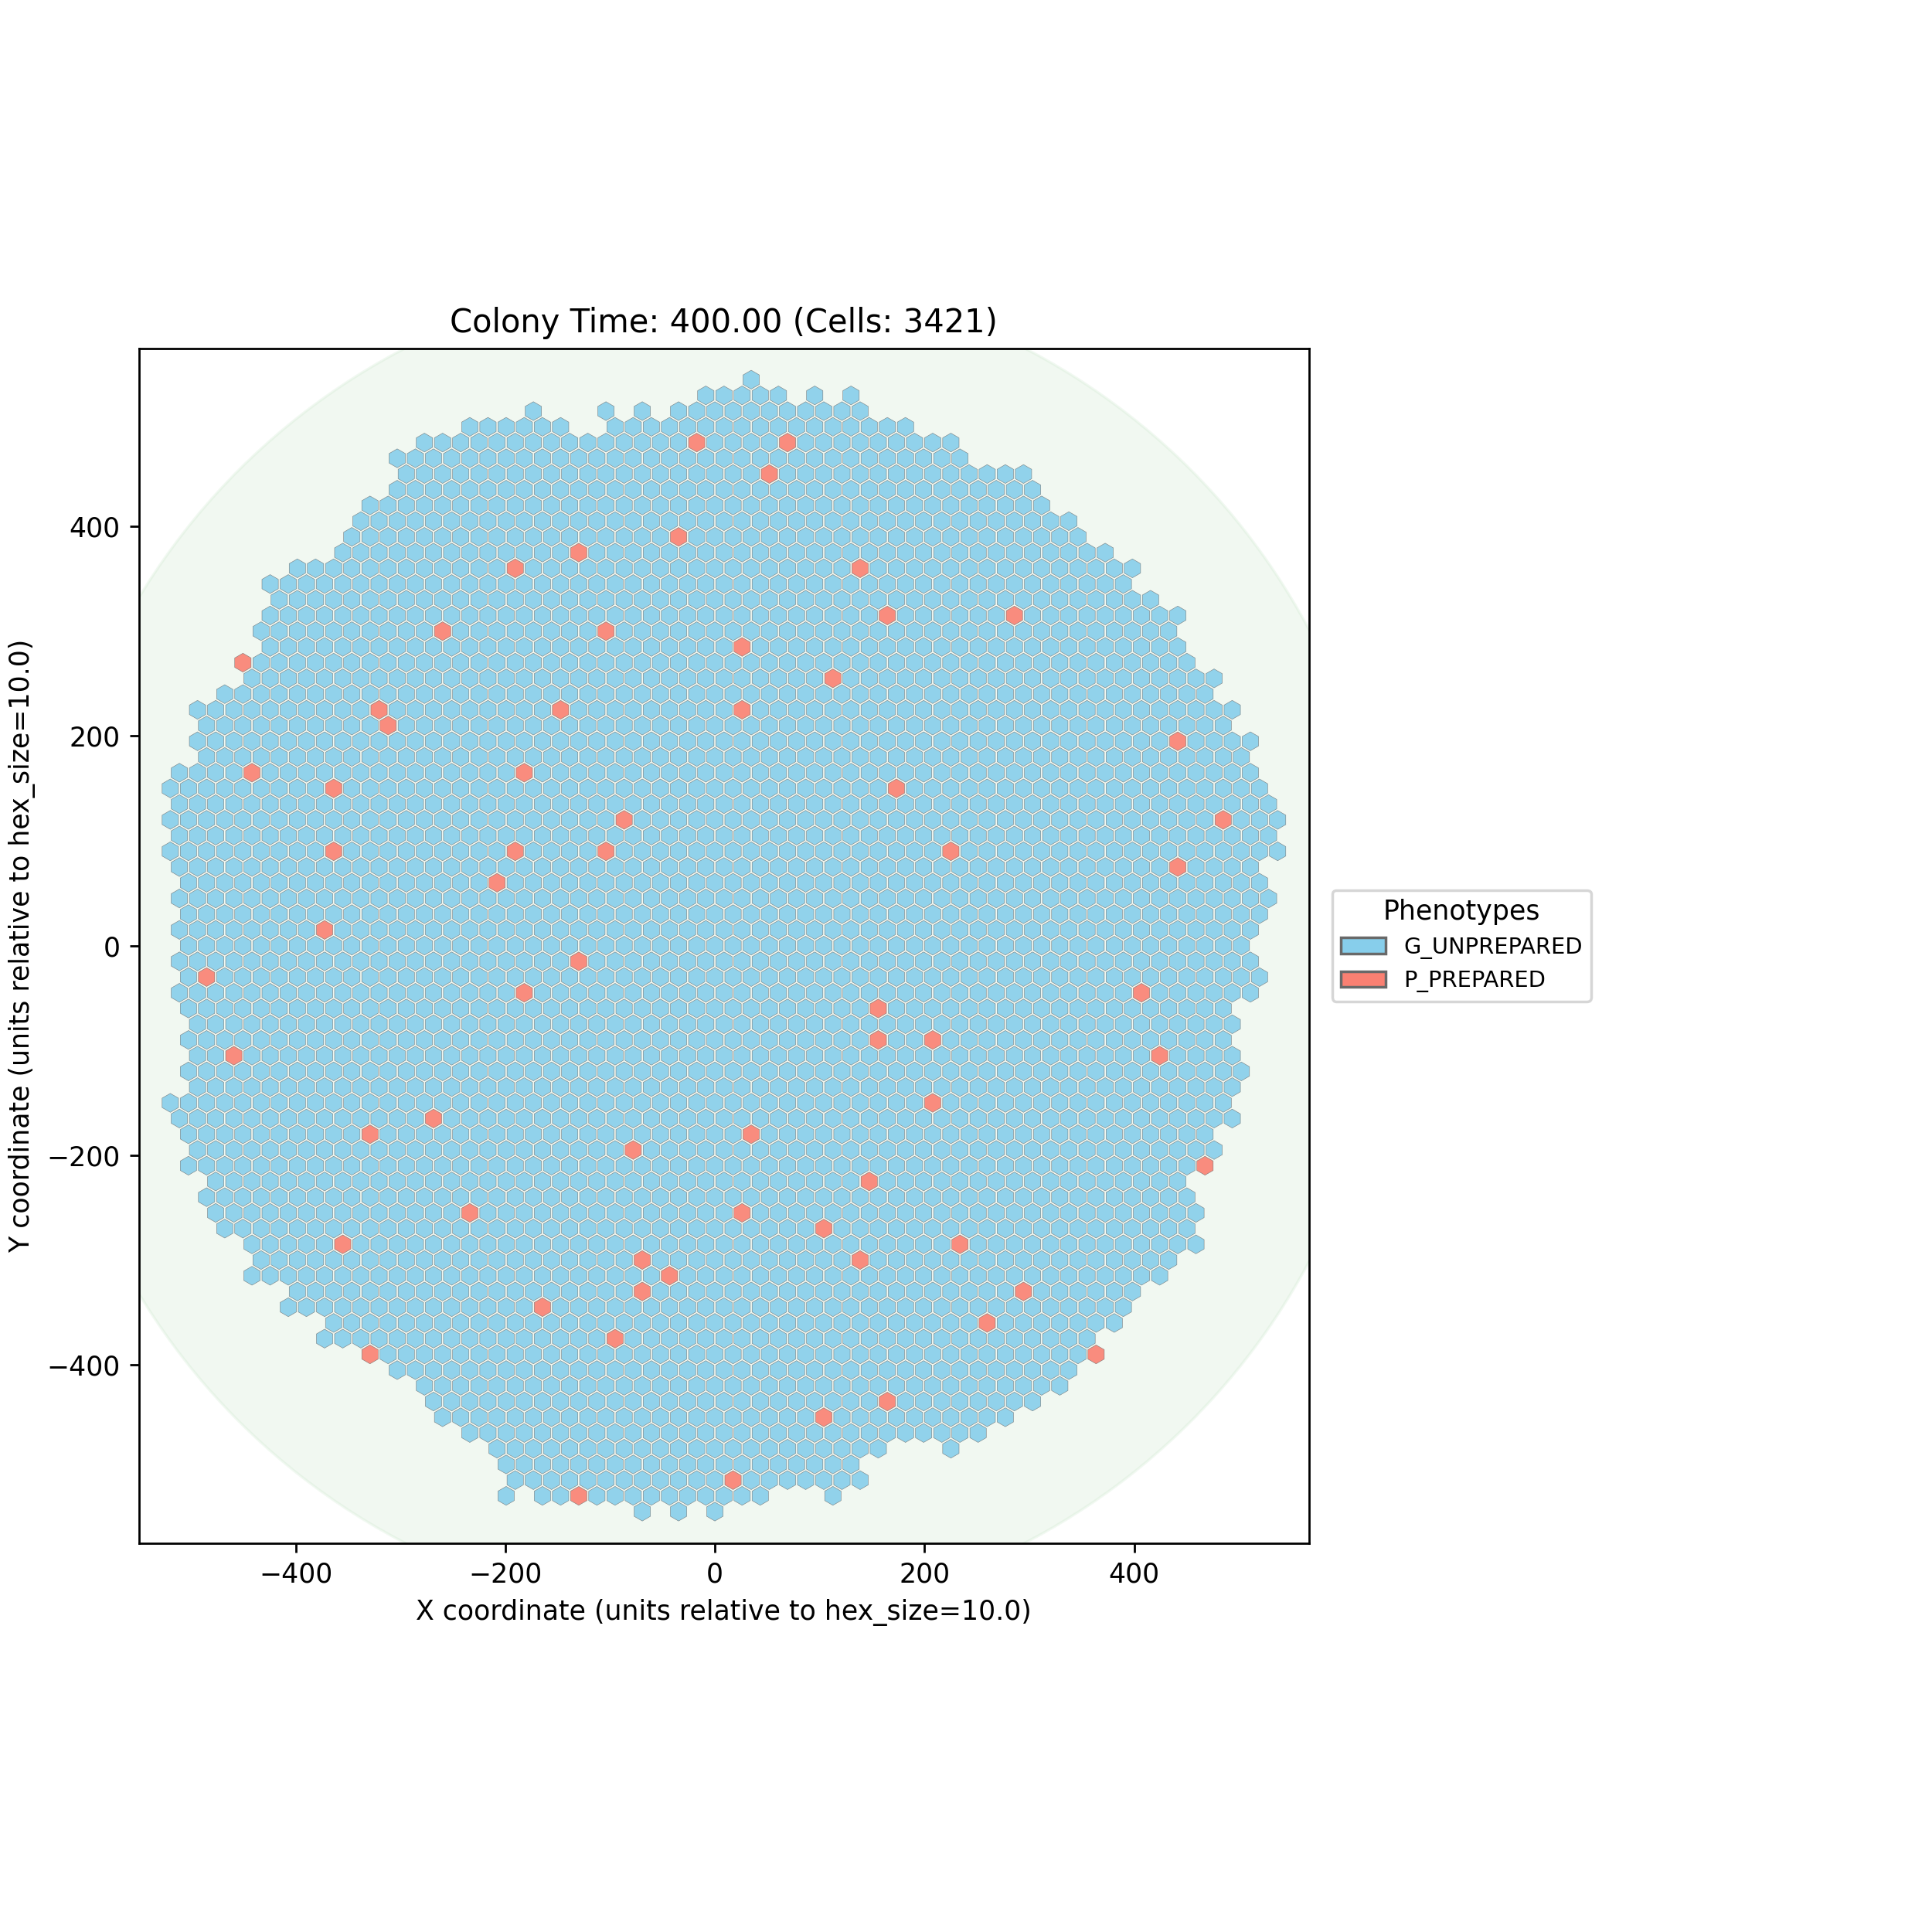 Colony Time: 400.00 (Cells: 3421)
Y coordinate (units relative to hex_size=10.0)
400
200
0
−200
−400
−400
−200
0
200
400
X coordinate (units relative to hex_size=10.0)
Phenotypes
G_UNPREPARED
P_PREPARED